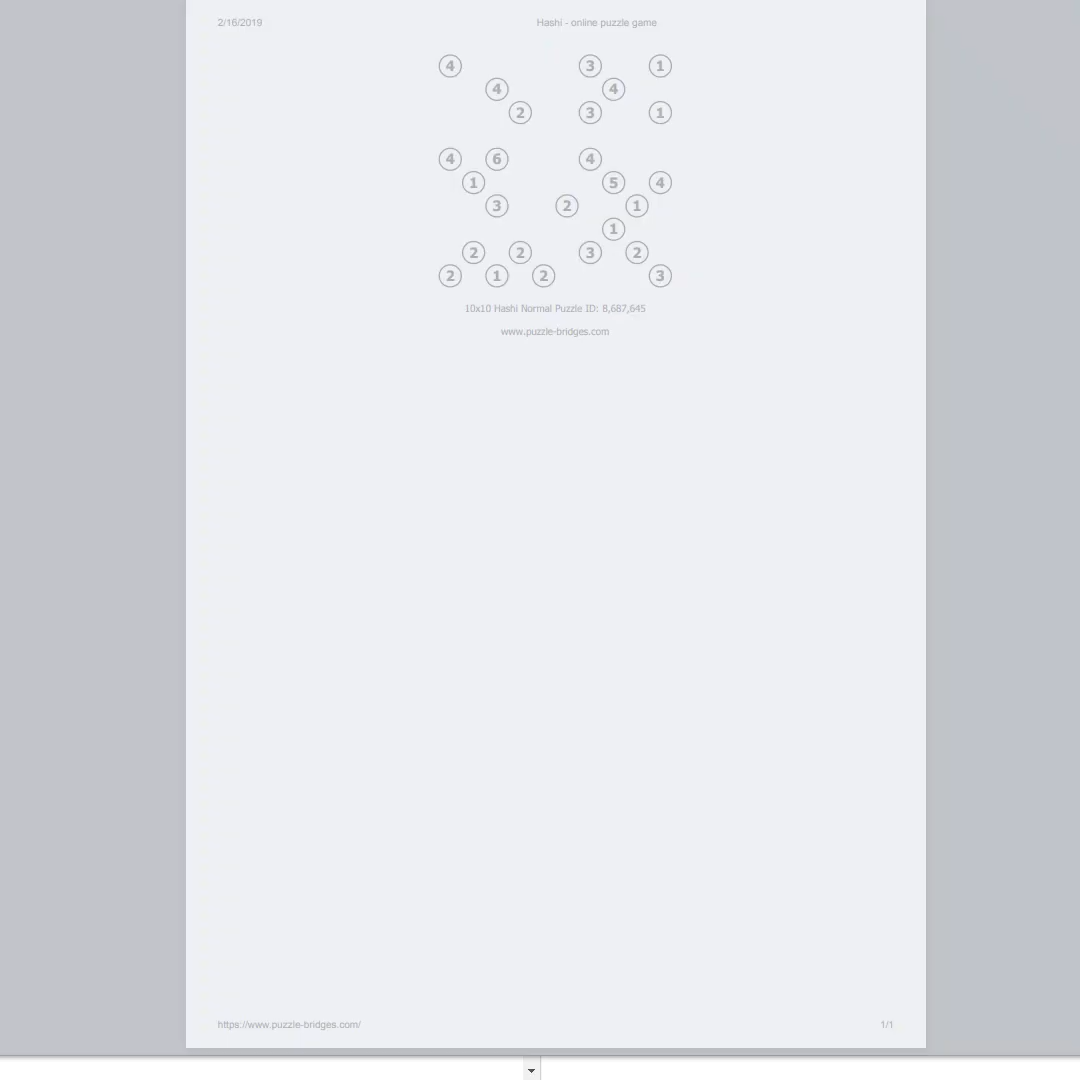 2/16/2019 Hashi - online puzzle game
4 3 1
4 4
2 3 1
4 6 4
1 5 4
3 2 1
1
2 2 3 2
2 1 2 3
10x10 Hashi Normal Puzzle ID: 8,687,645
www.puzzle-bridges.com
https://www.puzzle-bridges.com/ 1/1